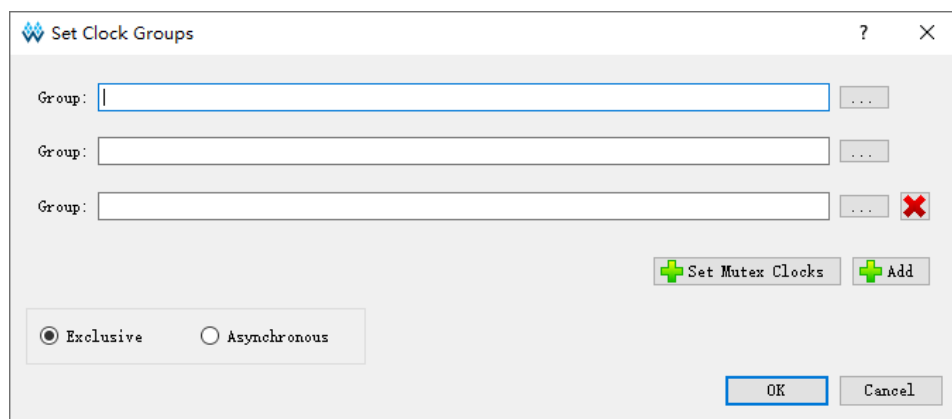 Set Clock Groups
Group:
...
Group:
...
Group:
...
Set Mutex Clocks
Add
Exclusive
Asynchronous
OK
Cancel